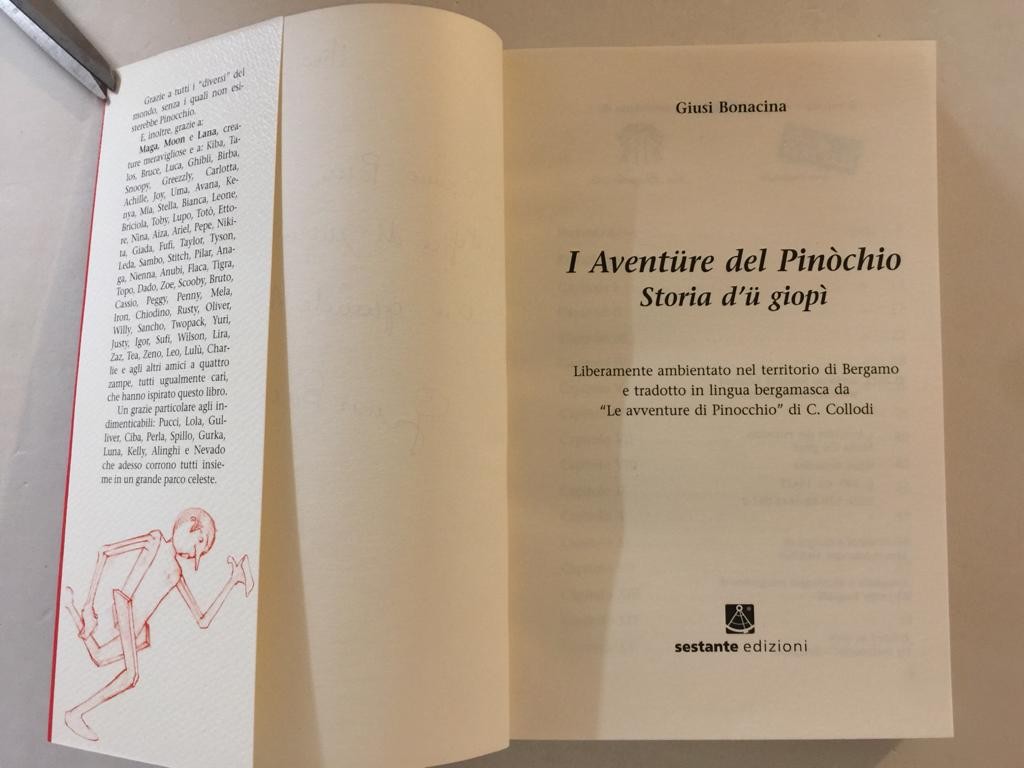 Grazie a tutti i "diversi" del
mondo, senza i quali non esi-
sterebbe Pinocchio.
E, inoltre, grazie a:
Maga, Moon e Lana, crea-
ture meravigliose e a: Kiba, Ta-
los, Bruce, Luca, Ghibli, Birba,
Snoopy, Greezzly, Carlotta,
Achille, Joy, Uma, Avana, Ke-
nya, Mia, Stella, Bianca, Leone,
Briciola, Toby, Lupo, Totò, Etto-
re, Nina, Aiza, Ariel, Pepe, Niki-
ta, Giada, Fufi, Taylor, Tyson,
Leda, Sambo, Stitch, Pilar, Ana-
ga, Nienna, Anubi, Flaca, Tigra,
Topo, Dado, Zoe, Scooby, Bruto,
Cassio, Peggy, Penny, Mela,
Iron, Chiodino, Rusty, Oliver,
Willy, Sancho, Twopack, Yuri,
Justy, Igor, Sufi, Wilson, Lira,
Zaz, Tea, Zeno, Leo, Lulù, Char-
lie e agli altri amici a quattro
zampe, tutti ugualmente cari,
che hanno ispirato questo libro.
Un grazie particolare agli in-
dimenticabili: Pucci, Lola, Gul-
liver, Ciba, Perla, Spillo, Gurka,
Luna, Kelly, Alinghi e Nevado
che adesso corrono tutti insie-
me in un grande parco celeste.
Giusi Bonacina
I Aventüre del Pinòchio
Storia d'ü giopì
Liberamente ambientato nel territorio di Bergamo
e tradotto in lingua bergamasca da
"Le avventure di Pinocchio" di C. Collodi
sestante edizioni